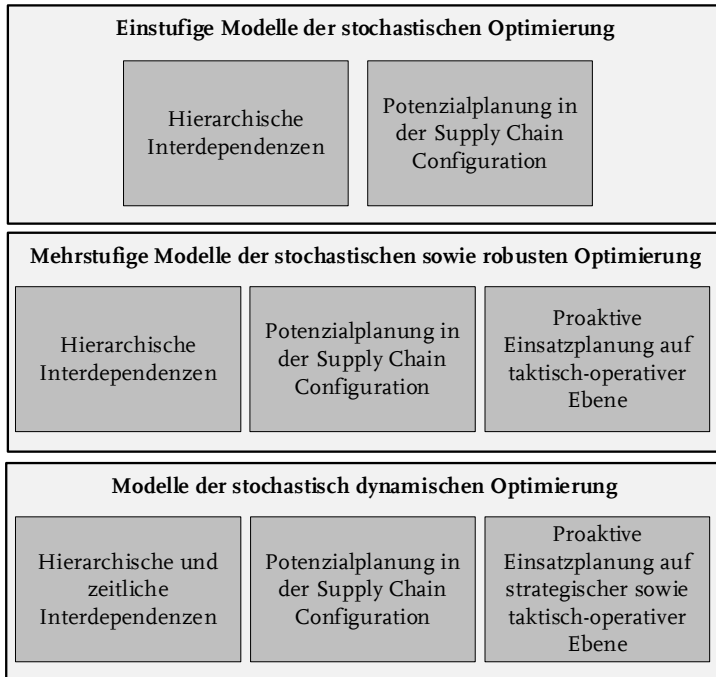 Einstufige Modelle der stochastischen Optimierung
Hierarchische
Interdependenzen
Potenzialplanung in
der Supply Chain
Configuration
Mehrstufige Modelle der stochastischen sowie robusten Optimierung
Hierarchische
Interdependenzen
Potenzialplanung in
der Supply Chain
Configuration
Proaktive
Einsatzplanung auf
taktisch-operativer
Ebene
Modelle der stochastisch dynamischen Optimierung
Hierarchische und
zeitliche
Interdependenzen
Potenzialplanung in
der Supply Chain
Configuration
Proaktive
Einsatzplanung auf
strategischer sowie
taktisch-operativer
Ebene